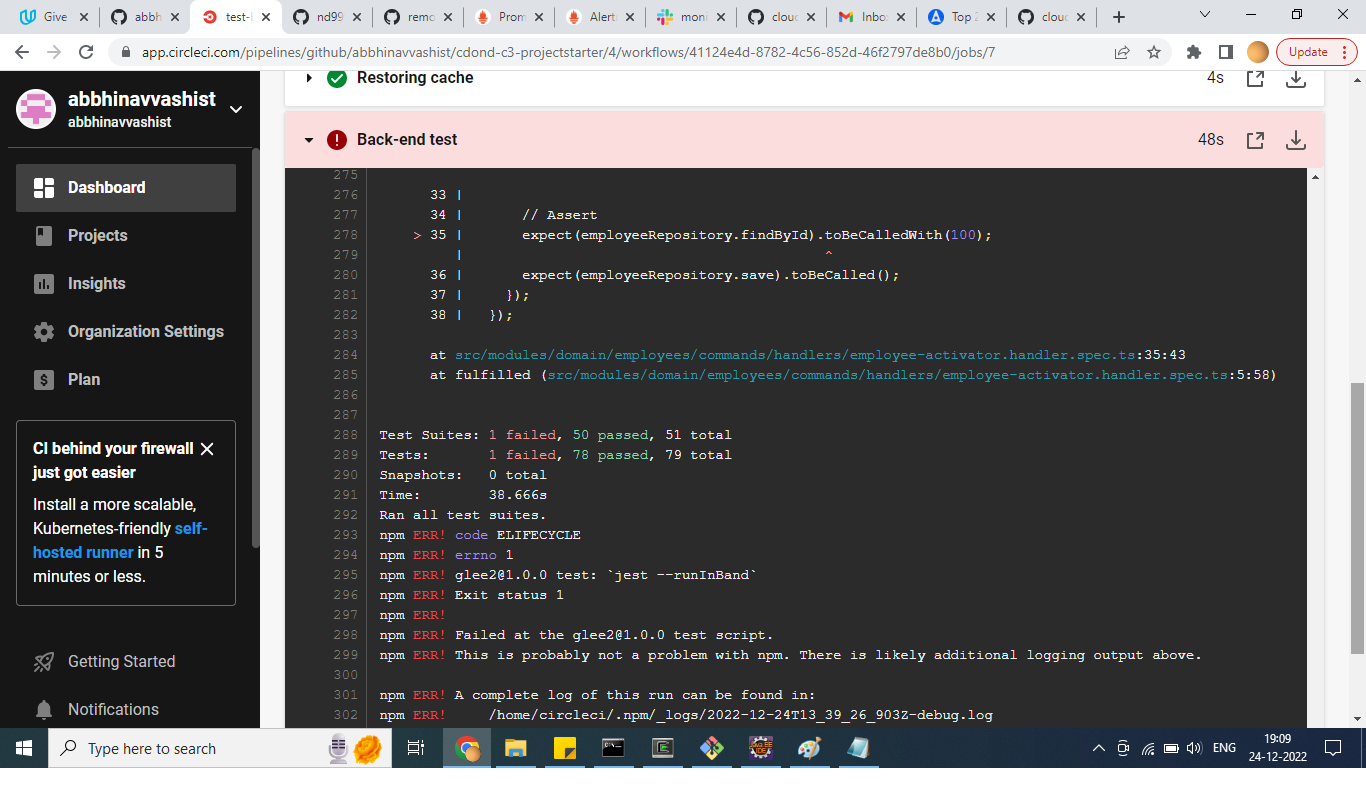 Give
abbh
test-l
nd99
remo
Prom
Alert
moni
cloud
Inbo
Top 2
cloud
app.circleci.com/pipelines/github/abbhinavvashist/cdond-c3-projectstarter/4/workflows/41124e4d-8782-4c56-852d-46f2797de8b0/jobs/7
Update
abbhinavvashist
abbhinavvashist
Dashboard
Projects
Insights
Organization Settings
Plan
CI behind your firewall
just got easier
Install a more scalable,
Kubernetes-friendly self-
hosted runner in 5
minutes or less.
Getting Started
Notifications
Restoring cache 4s
Back-end test 48s
275
276 33 |
277 34 | // Assert
278 > 35 | expect(employeeRepository.findById).toBeCalledWith(100);
279 | ^
280 36 | expect(employeeRepository.save).toBeCalled();
281 37 | });
282 38 | });
283
284 at src/modules/domain/employees/commands/handlers/employee-activator.handler.spec.ts:35:43
285 at fulfilled (src/modules/domain/employees/commands/handlers/employee-activator.handler.spec.ts:5:58)
286
287
288 Test Suites: 1 failed, 50 passed, 51 total
289 Tests: 1 failed, 78 passed, 79 total
290 Snapshots: 0 total
291 Time: 38.666s
292 Ran all test suites.
293 npm ERR! code ELIFECYCLE
294 npm ERR! errno 1
295 npm ERR! glee2@1.0.0 test: `jest --runInBand`
296 npm ERR! Exit status 1
297 npm ERR!
298 npm ERR! Failed at the glee2@1.0.0 test script.
299 npm ERR! This is probably not a problem with npm. There is likely additional logging output above.
300
301 npm ERR! A complete log of this run can be found in:
302 npm ERR! /home/circleci/.npm/_logs/2022-12-24T13_39_26_903Z-debug.log
Type here to search
ENG
19:09
24-12-2022